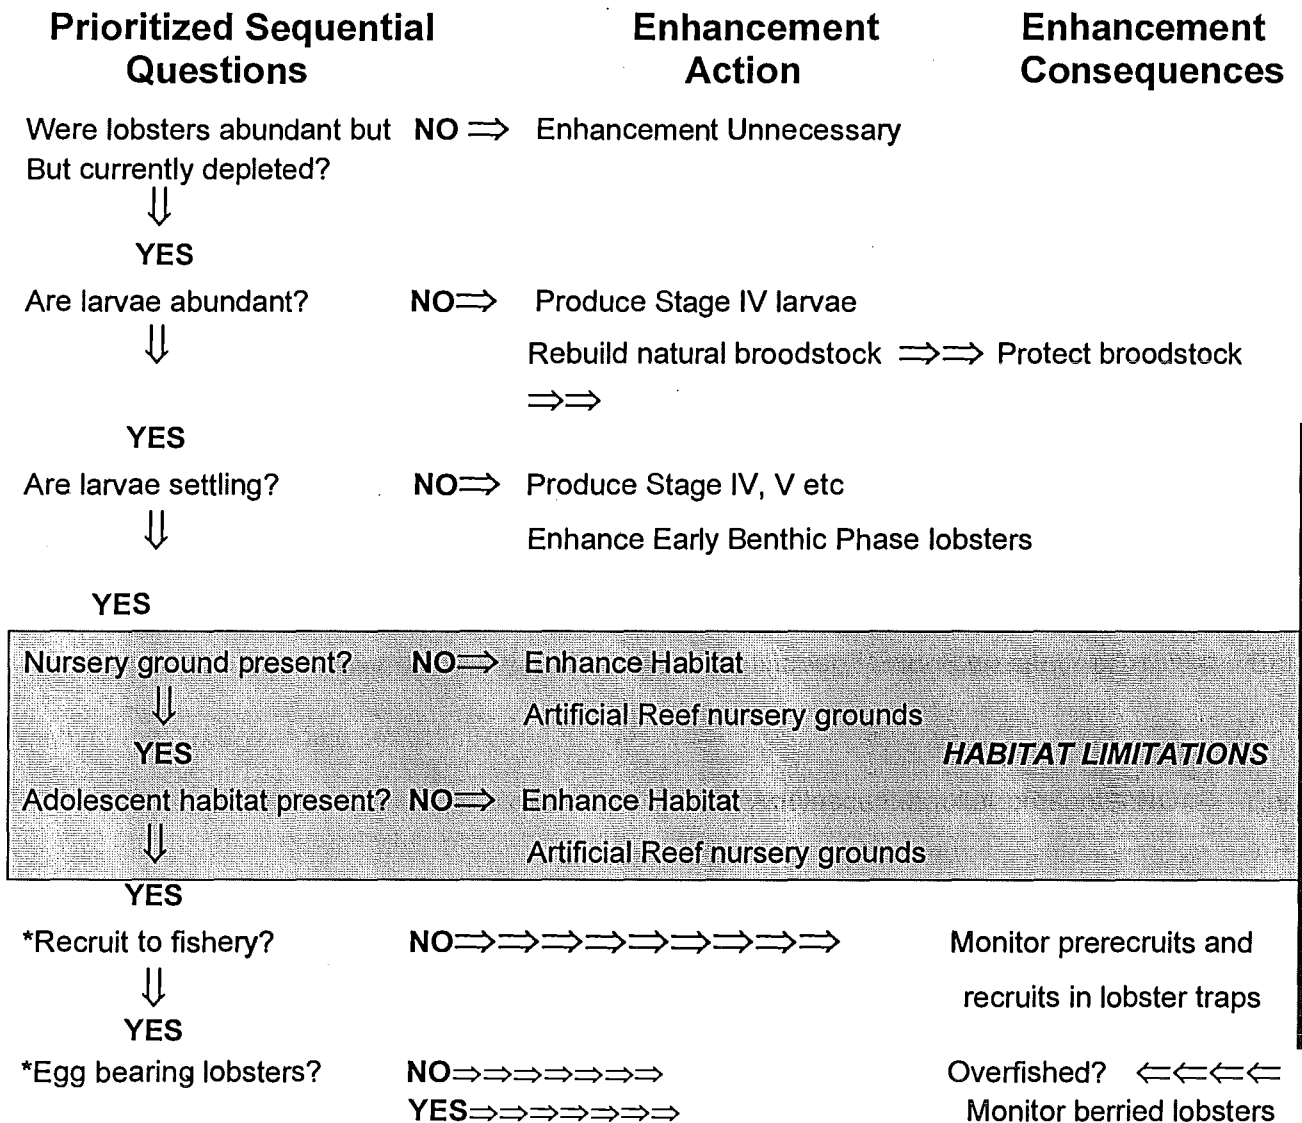 Prioritized Sequential Questions    Enhancement Action    Enhancement Consequences
Were lobsters abundant but    NO ⇒    Enhancement Unnecessary
But currently depleted?
⇓
YES
Are larvae abundant?    NO⇒    Produce Stage IV larvae
⇓    Rebuild natural broodstock ⇒⇒ Protect broodstock
⇒⇒
YES
Are larvae settling?    NO⇒    Produce Stage IV, V etc
⇓    Enhance Early Benthic Phase lobsters
YES
Nursery ground present?    NO⇒    Enhance Habitat
⇓    Artificial Reef nursery grounds
YES    HABITAT LIMITATIONS
Adolescent habitat present?    NO⇒    Enhance Habitat
⇓    Artificial Reef nursery grounds
YES
*Recruit to fishery?    NO⇒⇒⇒⇒⇒⇒⇒⇒⇒    Monitor prerecruits and
⇓    recruits in lobster traps
YES
*Egg bearing lobsters?    NO⇒⇒⇒⇒⇒⇒⇒    Overfished?    ⇐⇐⇐⇐
YES⇒⇒⇒⇒⇒⇒⇒    Monitor berried lobsters